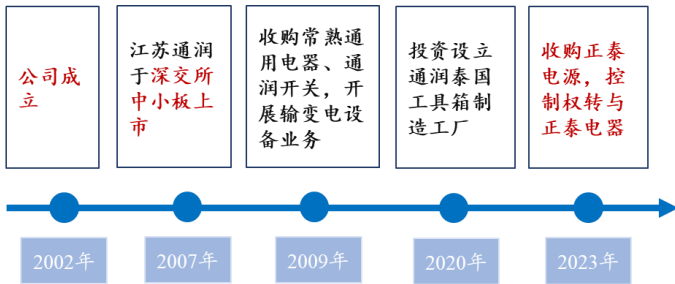 公司成
立
江苏通润
于深交所
中小板上
市
收购常熟通
用电器、通
润开关，开
展输变电设
备业务
投资设立
通润泰国
工具箱制
造工厂
收购正泰
电源，控
制权转与
正泰电器
2002年
2007年
2009年
2020年
2023年